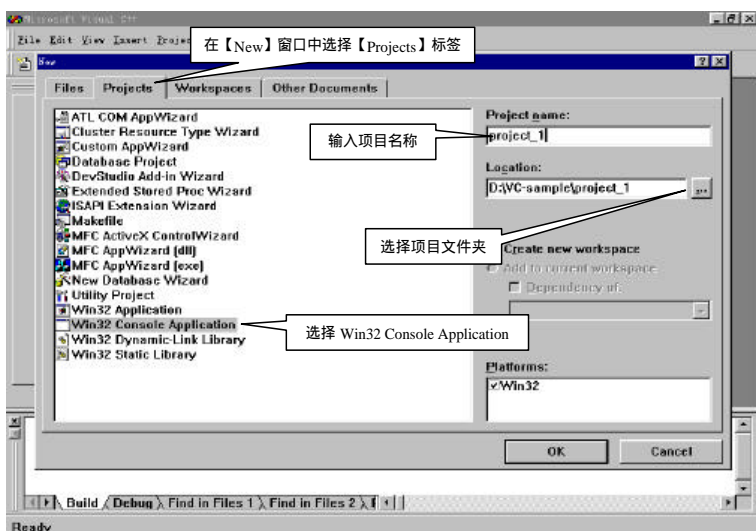 Microsoft Visual C++
File Edit View Insert Project
在【New】窗口中选择【Projects】标签
New
Files Projects Workspaces Other Documents
ATL COM AppWizard
Cluster Resource Type Wizard
Custom AppWizard
Database Project
DevStudio Add-in Wizard
Extended Stored Proc Wizard
ISAPI Extension Wizard
Makefile
MFC ActiveX ControlWizard
MFC AppWizard (dll)
MFC AppWizard (exe)
New Database Wizard
Utility Project
Win32 Application
Win32 Console Application
Win32 Dynamic-Link Library
Win32 Static Library
输入项目名称
选择项目文件夹
选择 Win32 Console Application
Project name:
project_1
Location:
D:\VC-sample\project_1
...
Create new workspace
Add to current workspace
Dependency of:
Platforms:
Win32
OK Cancel
Build Debug Find in Files 1 Find in Files 2
Ready